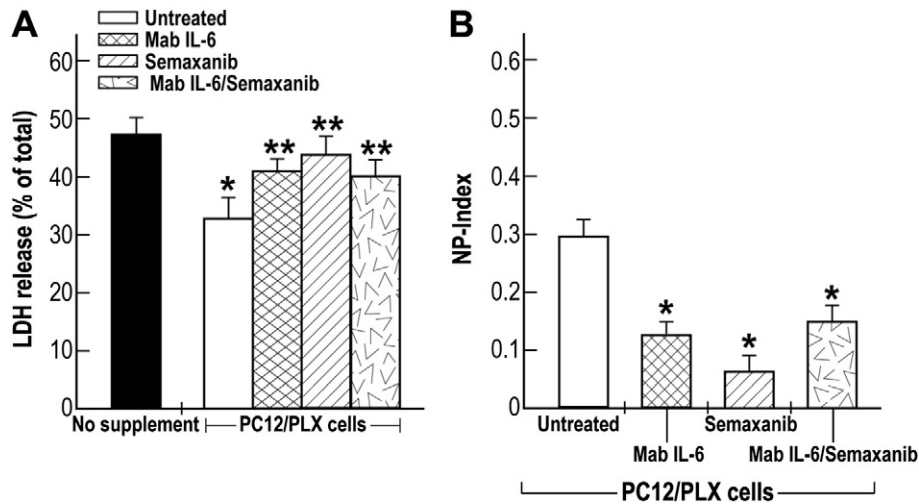 A
Untreated
Mab IL-6
Semaxanib
Mab IL-6/Semaxanib
LDH release (% of total)
60
50
40
30
20
10
0
*
**
**
**
No supplement
PC12/PLX cells
B
NP-Index
0.6
0.5
0.4
0.3
0.2
0.1
0
*
*
*
Untreated
Mab IL-6
Semaxanib
Mab IL-6/Semaxanib
PC12/PLX cells